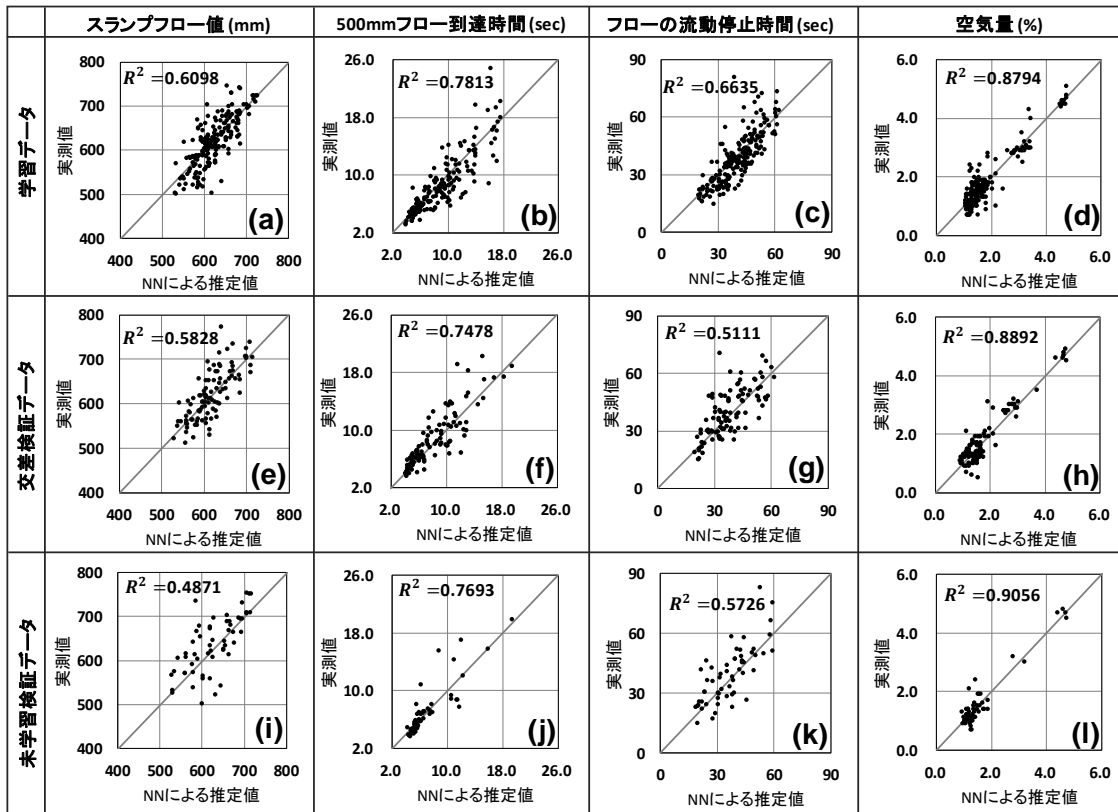 スランプフロー値 (mm)
500mmフロー到達時間 (sec)
フローの流動停止時間 (sec)
空気量 (%)
学習データ
実測値
800
700
600
500
400
R² =0.6098
(a)
400 500 600 700 800
NNによる推定値
実測値
26.0
18.0
10.0
2.0
R² =0.7813
(b)
2.0 10.0 18.0 26.0
NNによる推定値
実測値
90
60
30
0
R² =0.6635
(c)
0 30 60 90
NNによる推定値
実測値
6.0
4.0
2.0
0.0
R² =0.8794
(d)
0.0 2.0 4.0 6.0
NNによる推定値
交差検証データ
実測値
800
700
600
500
400
R² =0.5828
(e)
400 500 600 700 800
NNによる推定値
実測値
26.0
18.0
10.0
2.0
R² =0.7478
(f)
2.0 10.0 18.0 26.0
NNによる推定値
実測値
90
60
30
0
R² =0.5111
(g)
0 30 60 90
NNによる推定値
実測値
6.0
4.0
2.0
0.0
R² =0.8892
(h)
0.0 2.0 4.0 6.0
NNによる推定値
未学習検証データ
実測値
800
700
600
500
400
R² =0.4871
(i)
400 500 600 700 800
NNによる推定値
実測値
26.0
18.0
10.0
2.0
R² =0.7693
(j)
2.0 10.0 18.0 26.0
NNによる推定値
実測値
90
60
30
0
R² =0.5726
(k)
0 30 60 90
NNによる推定値
実測値
6.0
4.0
2.0
0.0
R² =0.9056
(l)
0.0 2.0 4.0 6.0
NNによる推定値